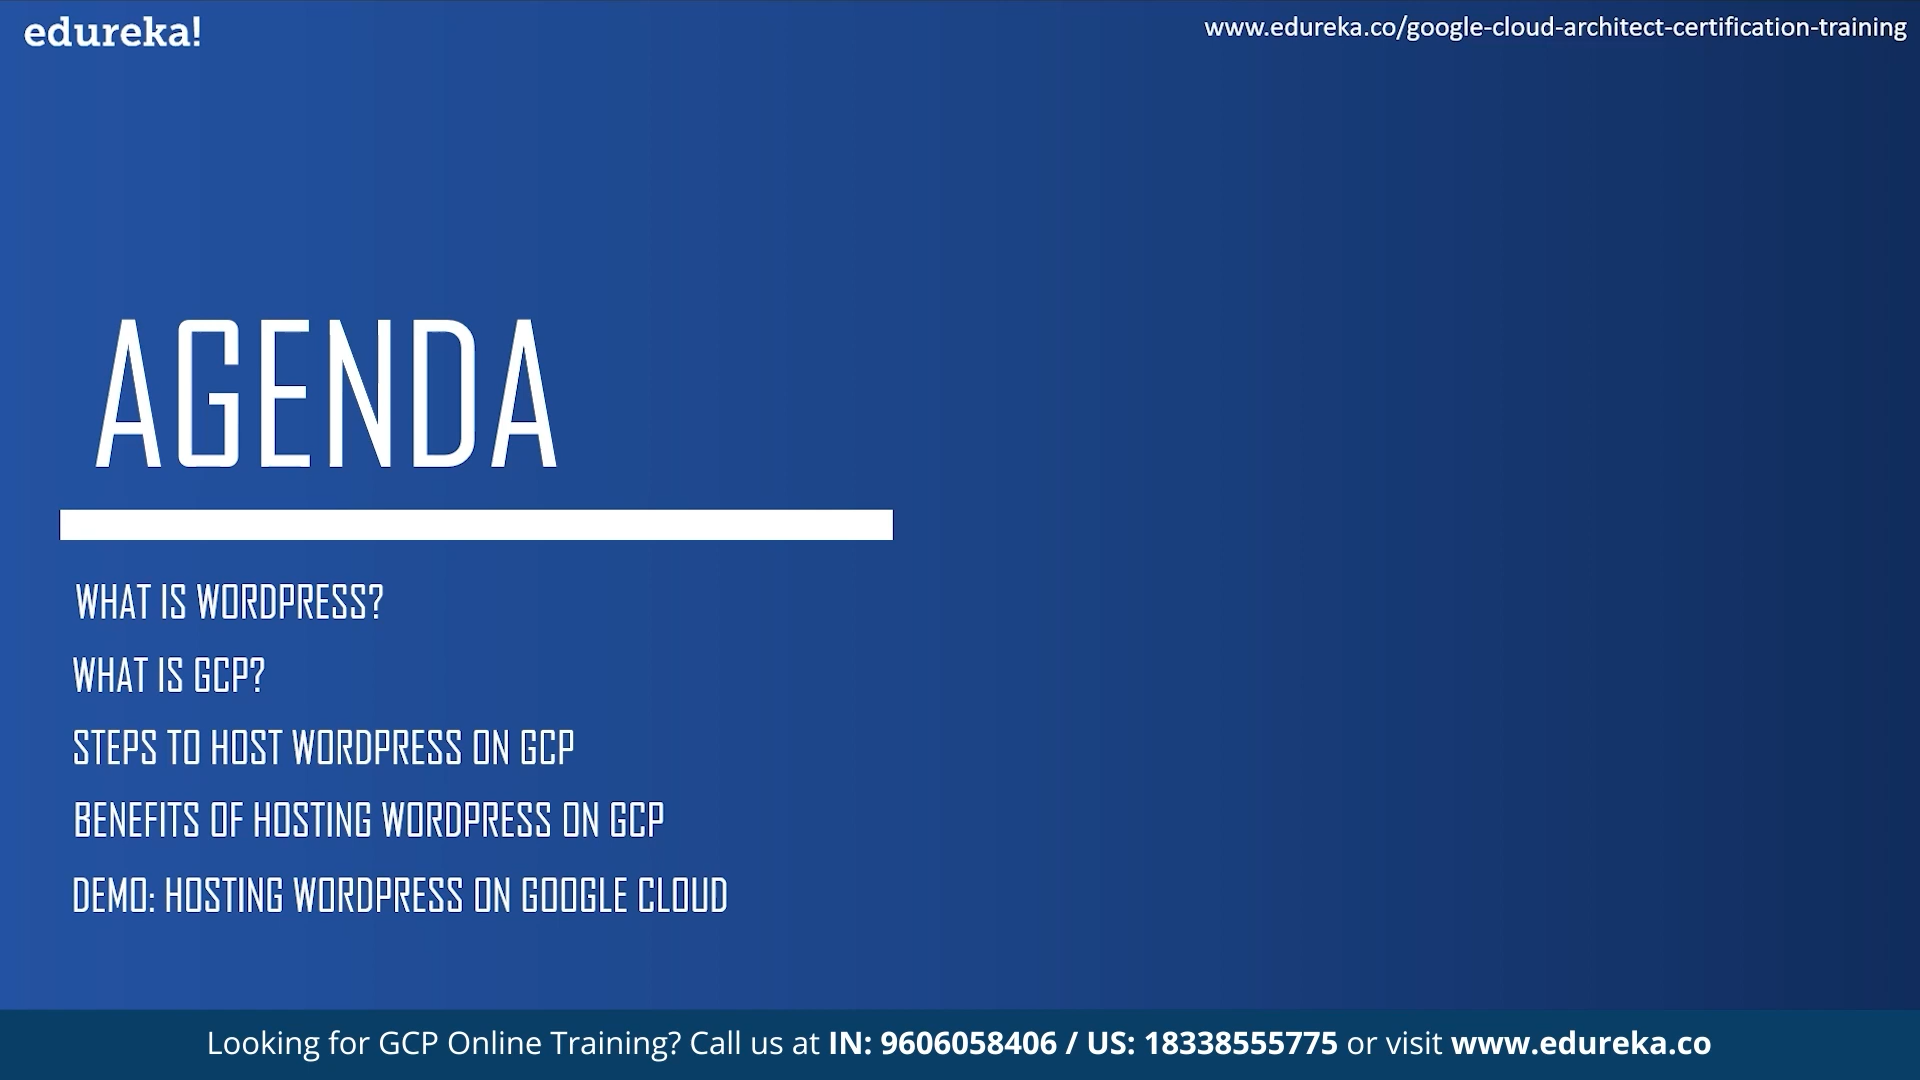 edureka!
www.edureka.co/google-cloud-architect-certification-training
AGENDA
WHAT IS WORDPRESS?
WHAT IS GCP?
STEPS TO HOST WORDPRESS ON GCP
BENEFITS OF HOSTING WORDPRESS ON GCP
DEMO: HOSTING WORDPRESS ON GOOGLE CLOUD
Looking for GCP Online Training? Call us at IN: 9606058406 / US: 18338555775 or visit www.edureka.co